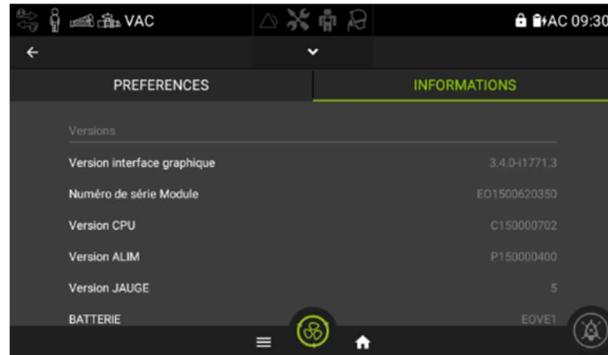 VAC AC 09:30
PREFERENCES INFORMATIONS
Versions
Version interface graphique 3.4.0-i1771.3
Numéro de série Module EO1500620350
Version CPU C150000702
Version ALIM P150000400
Version JAUGE 5
BATTERIE EOVE1